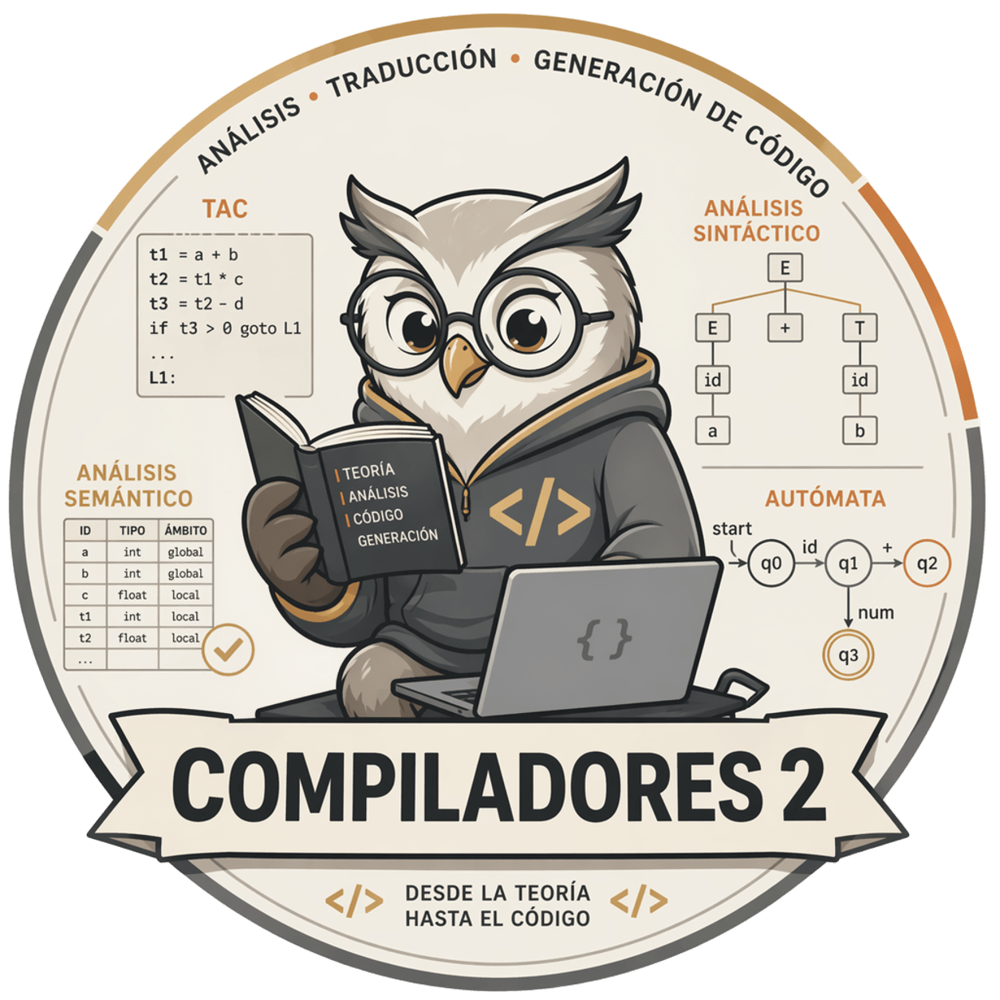 ANÁLISIS • TRADUCCIÓN • GENERACIÓN DE CÓDIGO
TAC
t1 = a + b
t2 = t1 * c
t3 = t2 - d
if t3 > 0 goto L1
...
L1:
ANÁLISIS
SINTÁCTICO
E
E + T
id id
a b
TEORÍA
ANÁLISIS
CÓDIGO
GENERACIÓN
</>
{ }
ANÁLISIS
SEMÁNTICO
ID TIPO ÁMBITO
a int global
b int global
c float local
t1 int local
t2 float local
...
AUTÓMATA
start
id +
q0 q1 q2
num
q3
COMPILADORES 2
</> DESDE LA TEORÍA </>
HASTA EL CÓDIGO